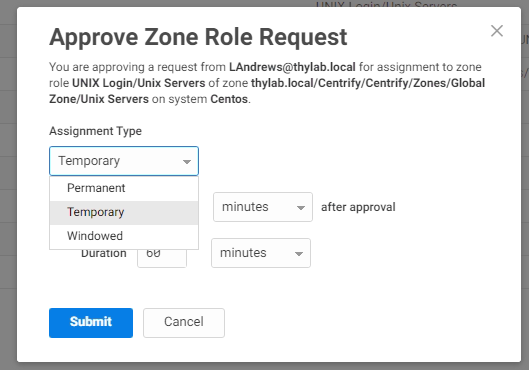 UNIX Login/Unix Servers
Approve Zone Role Request
You are approving a request from LAndrews@thylab.local for assignment to zone
role UNIX Login/Unix Servers of zone thylab.local/Centrify/Centrify/Zones/Global
Zone/Unix Servers on system Centos.
Assignment Type
Temporary
Permanent
Temporary
Windowed
minutes after approval
Duration 60 minutes
Submit Cancel